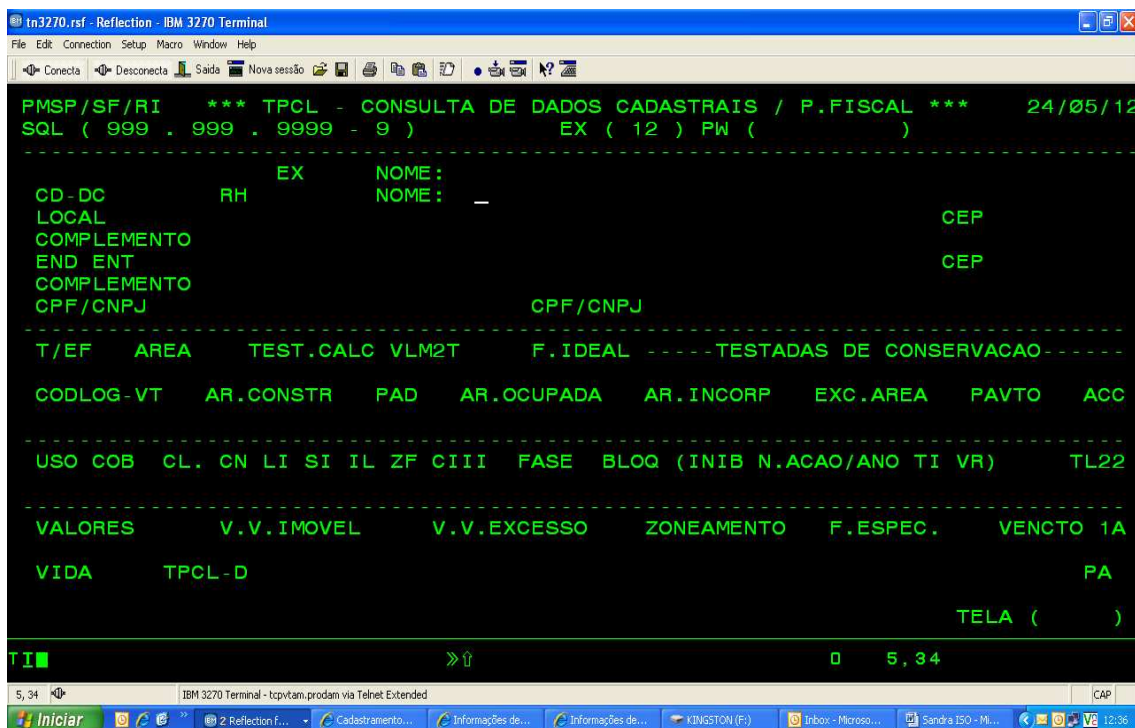 tn3270.rsf - Reflection - IBM 3270 Terminal
File Edit Connection Setup Macro Window Help
Conecta Desconecta Saida Nova sessão
PMSP/SF/RI *** TPCL - CONSULTA DE DADOS CADASTRAIS / P.FISCAL *** 24/05/12
SQL ( 999 . 999 . 9999 - 9 ) EX ( 12 ) PW ( )
EX NOME:
CD-DC RH NOME: _
LOCAL CEP
COMPLEMENTO
END ENT CEP
COMPLEMENTO
CPF/CNPJ CPF/CNPJ
T/EF AREA TEST.CALC VLM2T F.IDEAL -----TESTADAS DE CONSERVACAO------
CODLOG-VT AR.CONSTR PAD AR.OCUPADA AR.INCORP EXC.AREA PAVTO ACC
USO COB CL. CN LI SI IL ZF CIII FASE BLOQ (INIB N.ACAO/ANO TI VR) TL22
VALORES V.V.IMOVEL V.V.EXCESSO ZONEAMENTO F.ESPEC. VENCTO 1A
VIDA TPCL-D PA
TELA ( )
TI 5,34
5, 34 IBM 3270 Terminal - tcpvtam.prodam via Telnet Extended CAP
Iniciar 2 Reflection f... Cadastramento... Informações de... Informações de... KINGSTON (F:) Inbox - Microso... Sandra ISO - Mi... 12:36